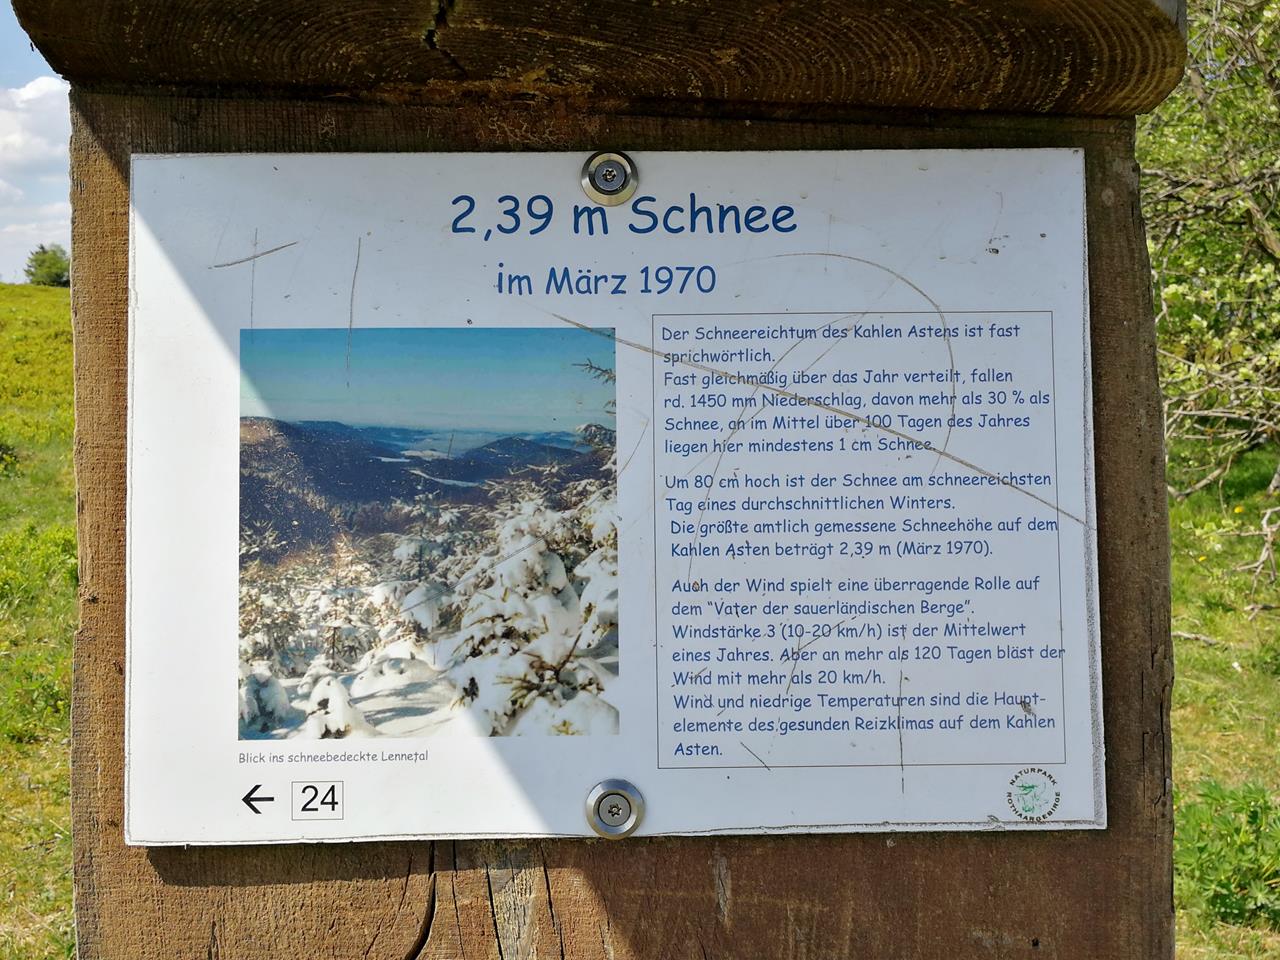 2,39 m Schnee
im März 1970
Der Schneereichtum des Kahlen Astens ist fast
sprichwörtlich.
Fast gleichmäßig über das Jahr verteilt, fallen
rd. 1450 mm Niederschlag, davon mehr als 30 % als
Schnee, an im Mittel über 100 Tagen des Jahres
liegen hier mindestens 1 cm Schnee.
Um 80 cm hoch ist der Schnee am schneereichsten
Tag eines durchschnittlichen Winters.
Die größte amtlich gemessene Schneehöhe auf dem
Kahlen Asten beträgt 2,39 m (März 1970).
Auch der Wind spielt eine überragende Rolle auf
dem “Vater der sauerländischen Berge”.
Windstärke 3 (10-20 km/h) ist der Mittelwert
eines Jahres. Aber an mehr als 120 Tagen bläst der
Wind mit mehr als 20 km/h.
Wind und niedrige Temperaturen sind die Haupt-
elemente des gesunden Reizklimas auf dem Kahlen
Asten.
Blick ins schneebedeckte Lennetal
← 24
NATURPARK
ROTHAARGEBIRGE